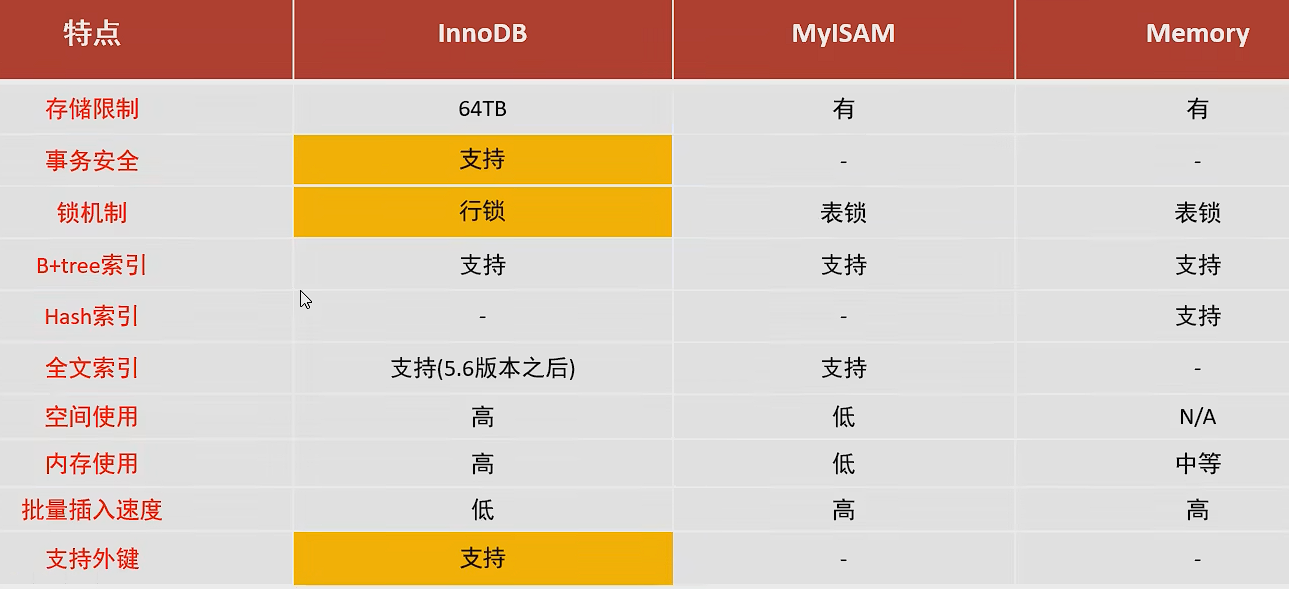 特点 InnoDB MyISAM Memory
存储限制 64TB 有 有
事务安全 支持 - -
锁机制 行锁 表锁 表锁
B+tree索引 支持 支持 支持
Hash索引 - - 支持
全文索引 支持(5.6版本之后) 支持 -
空间使用 高 低 N/A
内存使用 高 低 中等
批量插入速度 低 高 高
支持外键 支持 - -